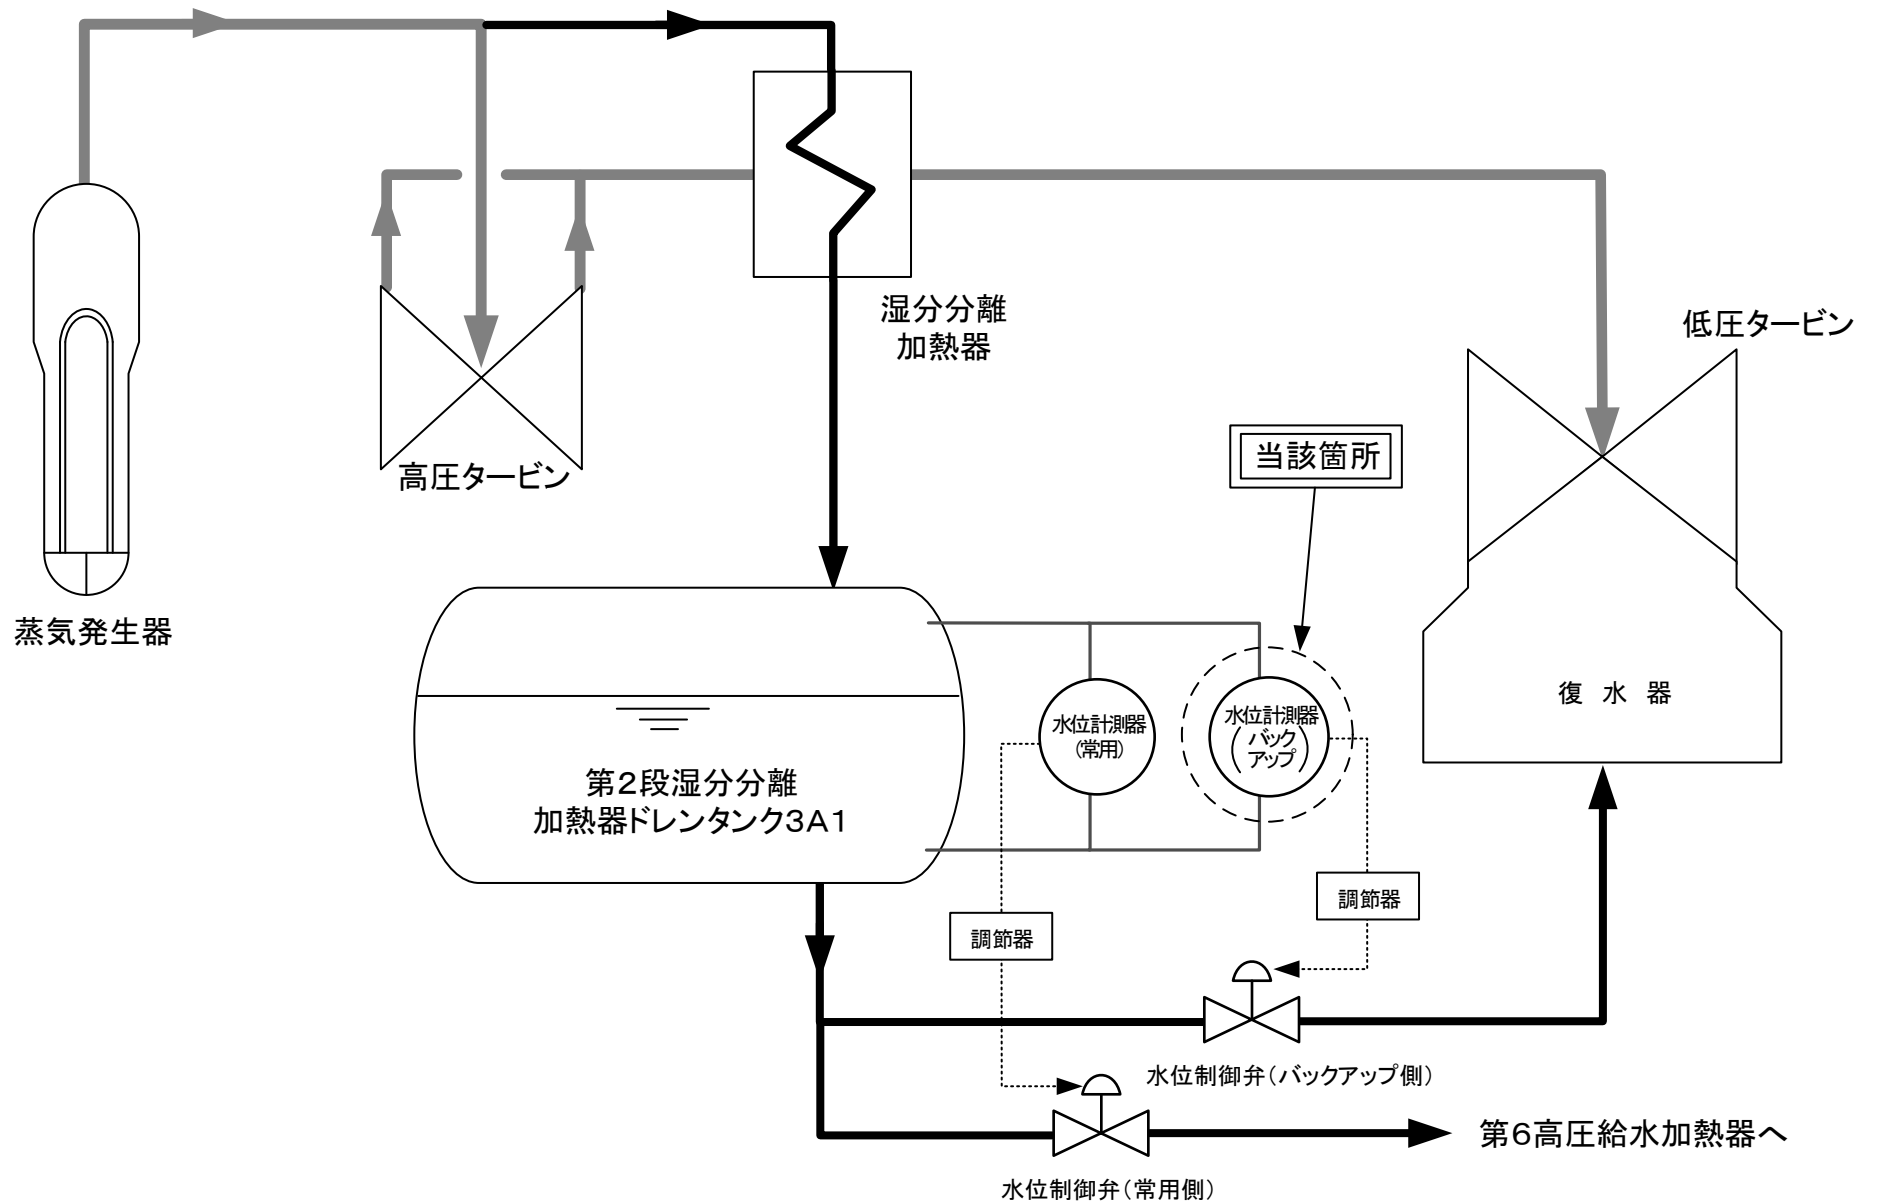 湿分分離
加熱器
低圧タービン
当該箇所
高圧タービン
蒸気発生器
復水器
水位計測器
(常用)
水位計測器
(バック
アップ)
第2段湿分分離
加熱器ドレンタンク3A1
調節器
調節器
水位制御弁(バックアップ側)
第6高圧給水加熱器へ
水位制御弁(常用側)